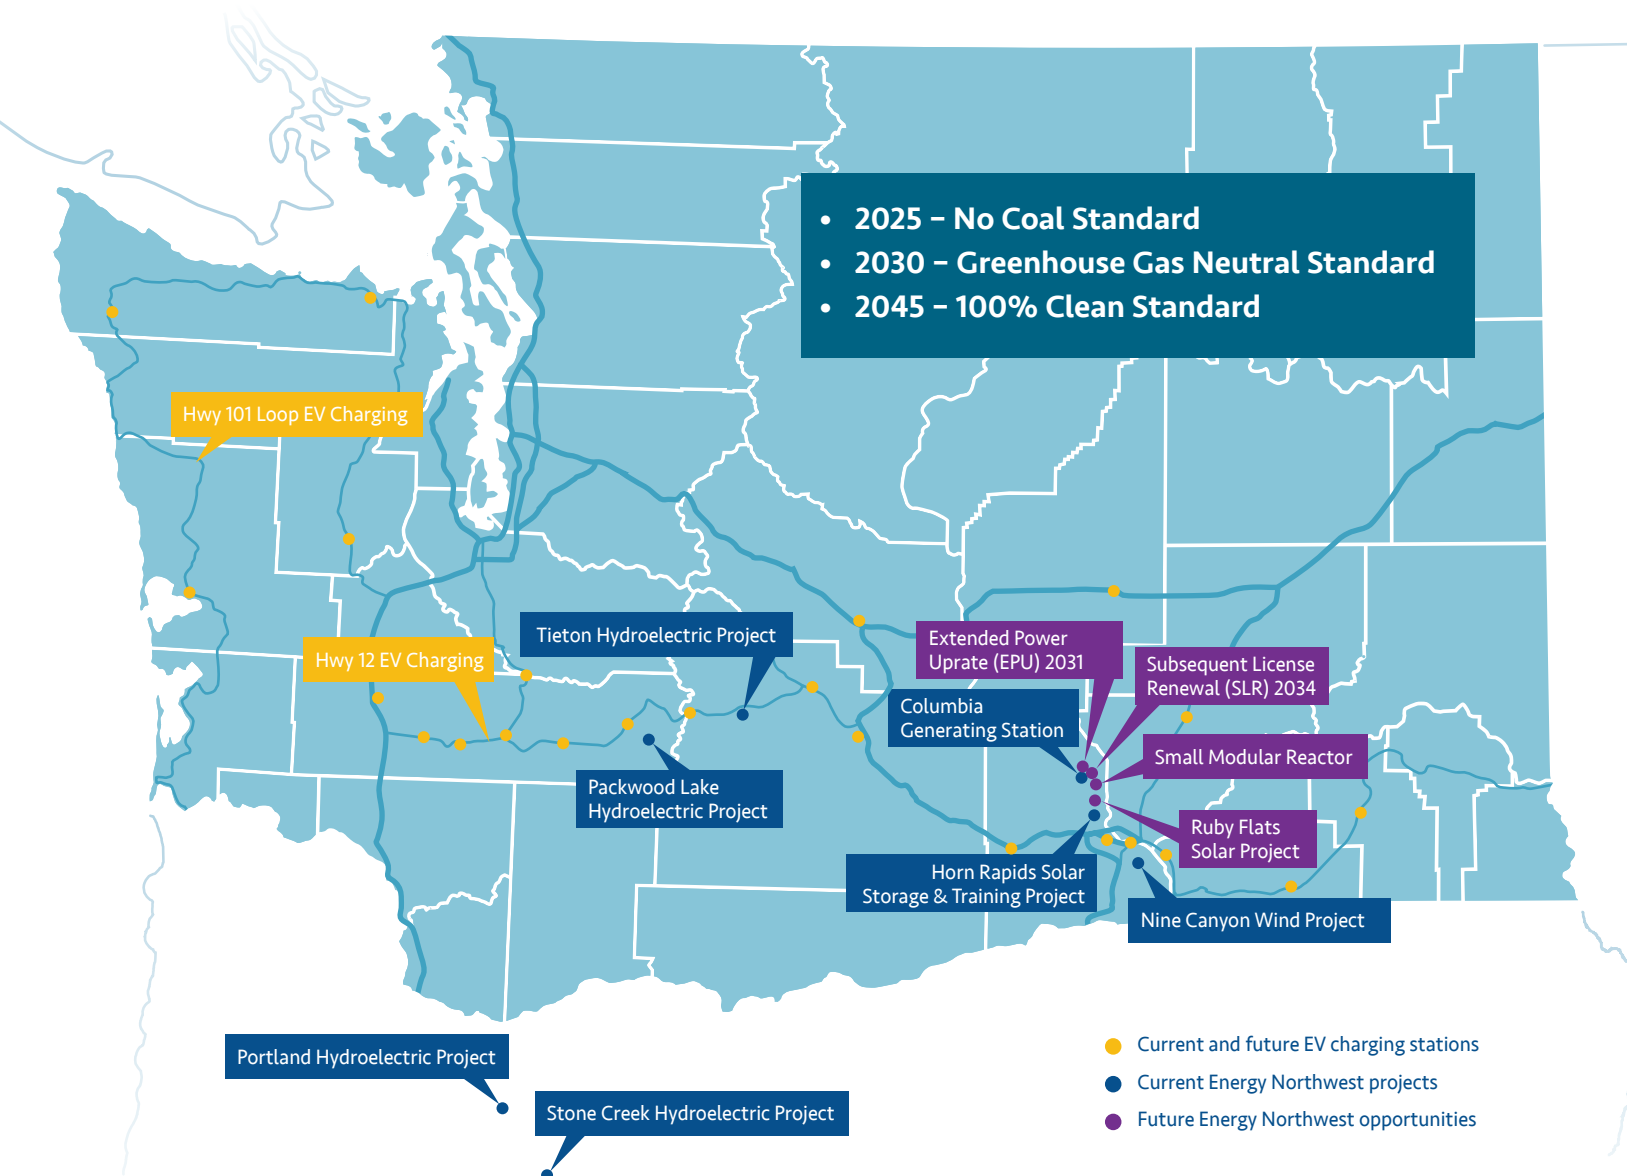 • 2025 – No Coal Standard
• 2030 – Greenhouse Gas Neutral Standard
• 2045 – 100% Clean Standard
Hwy 101 Loop EV Charging
Hwy 12 EV Charging
Tieton Hydroelectric Project
Extended Power
Uprate (EPU) 2031
Subsequent License
Renewal (SLR) 2034
Columbia
Generating Station
Small Modular Reactor
Packwood Lake
Hydroelectric Project
Ruby Flats
Solar Project
Horn Rapids Solar
Storage & Training Project
Nine Canyon Wind Project
Portland Hydroelectric Project
Stone Creek Hydroelectric Project
Current and future EV charging stations
Current Energy Northwest projects
Future Energy Northwest opportunities